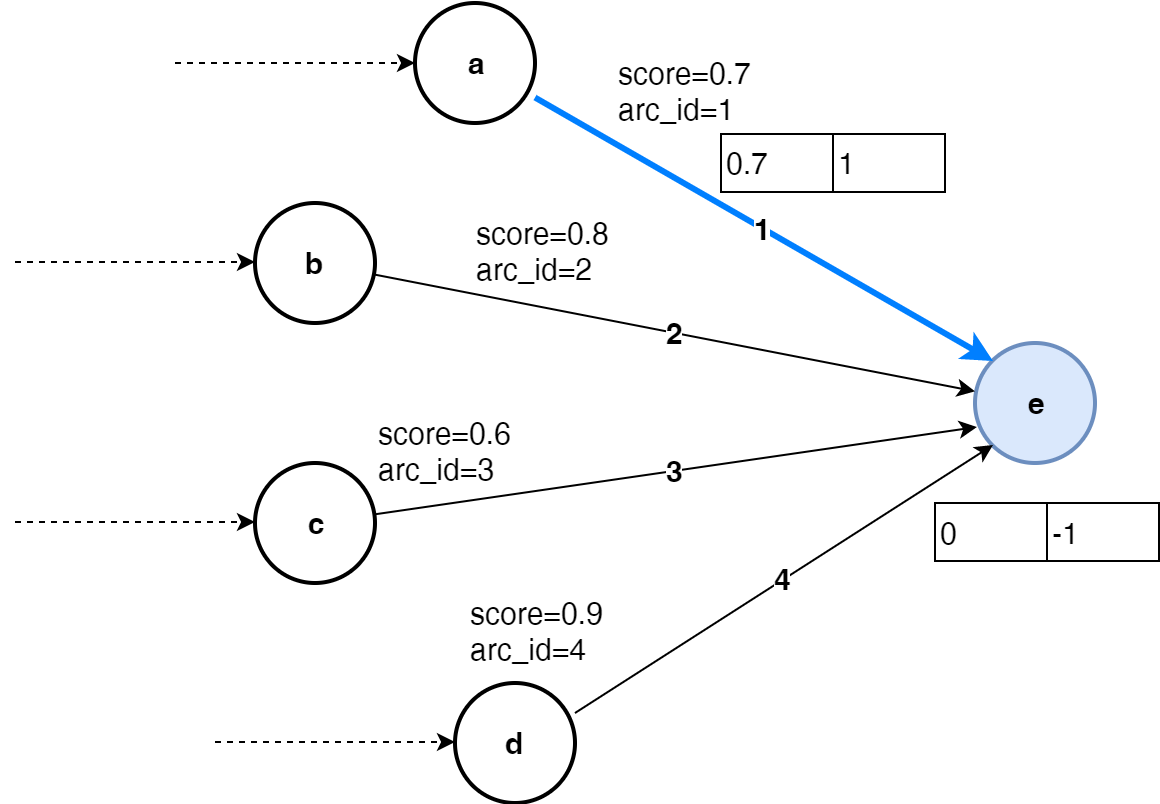 a
score=0.7
arc_id=1
0.7 1
1
b
score=0.8
arc_id=2
2
e
c
score=0.6
arc_id=3
3
0 -1
4
score=0.9
arc_id=4
d